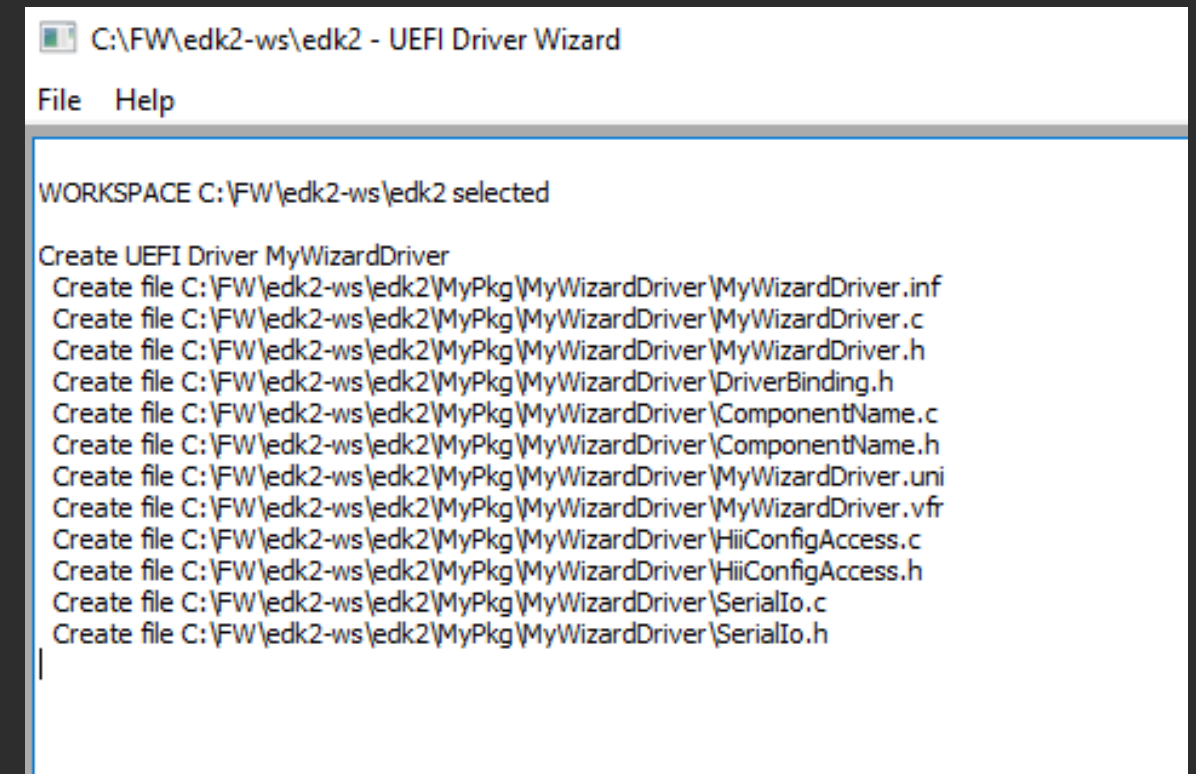 C:\FW\edk2-ws\edk2 - UEFI Driver Wizard
File Help
WORKSPACE C:\FW\edk2-ws\edk2 selected
Create UEFI Driver MyWizardDriver
Create file C:\FW\edk2-ws\edk2\MyPkg\MyWizardDriver\MyWizardDriver.inf
Create file C:\FW\edk2-ws\edk2\MyPkg\MyWizardDriver\MyWizardDriver.c
Create file C:\FW\edk2-ws\edk2\MyPkg\MyWizardDriver\MyWizardDriver.h
Create file C:\FW\edk2-ws\edk2\MyPkg\MyWizardDriver\DriverBinding.h
Create file C:\FW\edk2-ws\edk2\MyPkg\MyWizardDriver\ComponentName.c
Create file C:\FW\edk2-ws\edk2\MyPkg\MyWizardDriver\ComponentName.h
Create file C:\FW\edk2-ws\edk2\MyPkg\MyWizardDriver\MyWizardDriver.uni
Create file C:\FW\edk2-ws\edk2\MyPkg\MyWizardDriver\MyWizardDriver.vfr
Create file C:\FW\edk2-ws\edk2\MyPkg\MyWizardDriver\HiiConfigAccess.c
Create file C:\FW\edk2-ws\edk2\MyPkg\MyWizardDriver\HiiConfigAccess.h
Create file C:\FW\edk2-ws\edk2\MyPkg\MyWizardDriver\SerialIo.c
Create file C:\FW\edk2-ws\edk2\MyPkg\MyWizardDriver\SerialIo.h